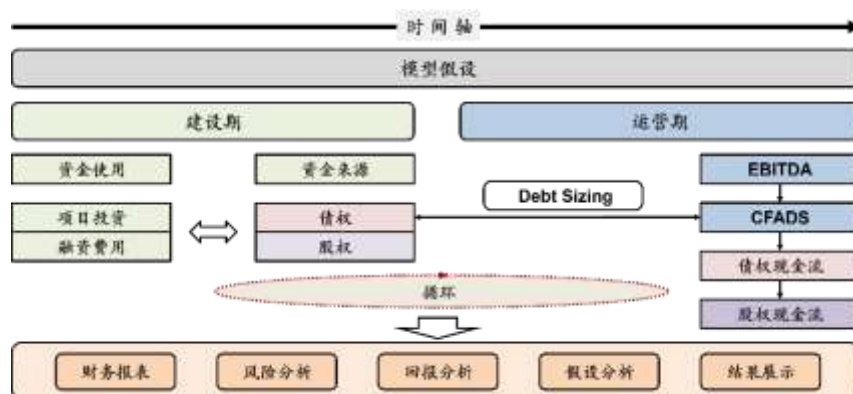 时间轴
模型假设
建设期
运营期
资金使用
资金来源
EBITDA
Debt Sizing
项目投资
债权
CFADS
融资费用
股权
债权现金流
循环
股权现金流
财务报表
风险分析
回报分析
假设分析
结果展示